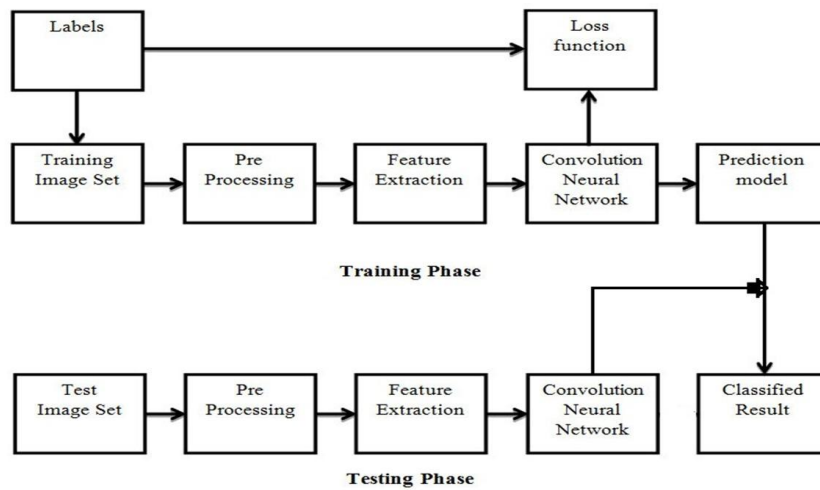 Labels
Loss
function
Training
Image Set
Pre
Processing
Feature
Extraction
Convolution
Neural
Network
Prediction
model
Training Phase
Test
Image Set
Pre
Processing
Feature
Extraction
Convolution
Neural
Network
Classified
Result
Testing Phase